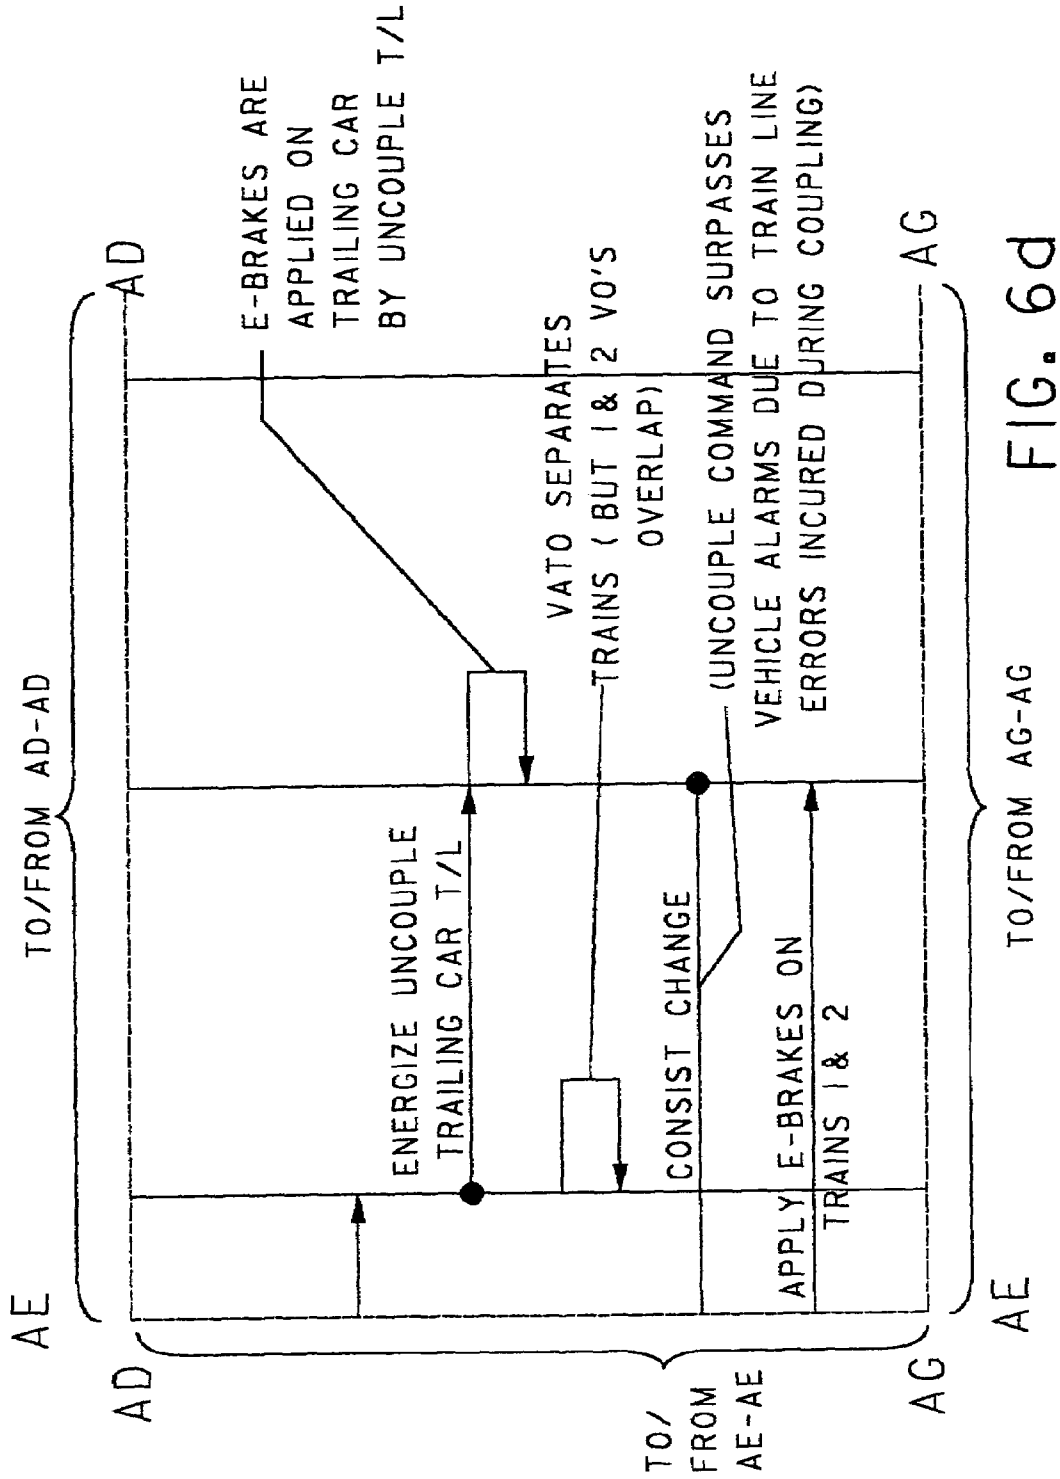 TO/FROM AD-AD
AE
AD
AD
E-BRAKES ARE
APPLIED ON
TRAILING CAR
BY UNCOUPLE T/L
ENERGIZE UNCOUPLE
TRAILING CAR T/L
VATO SEPARATES
TRAINS (BUT 1 & 2 VO'S
OVERLAP)
CONSIST CHANGE
(UNCOUPLE COMMAND SURPASSES
VEHICLE ALARMS DUE TO TRAIN LINE
ERRORS INCURED DURING COUPLING)
APPLY E-BRAKES ON
TRAINS 1 & 2
TO/
FROM
AE-AE
AG
AE
AG
TO/FROM AG-AG
FIG. 6d